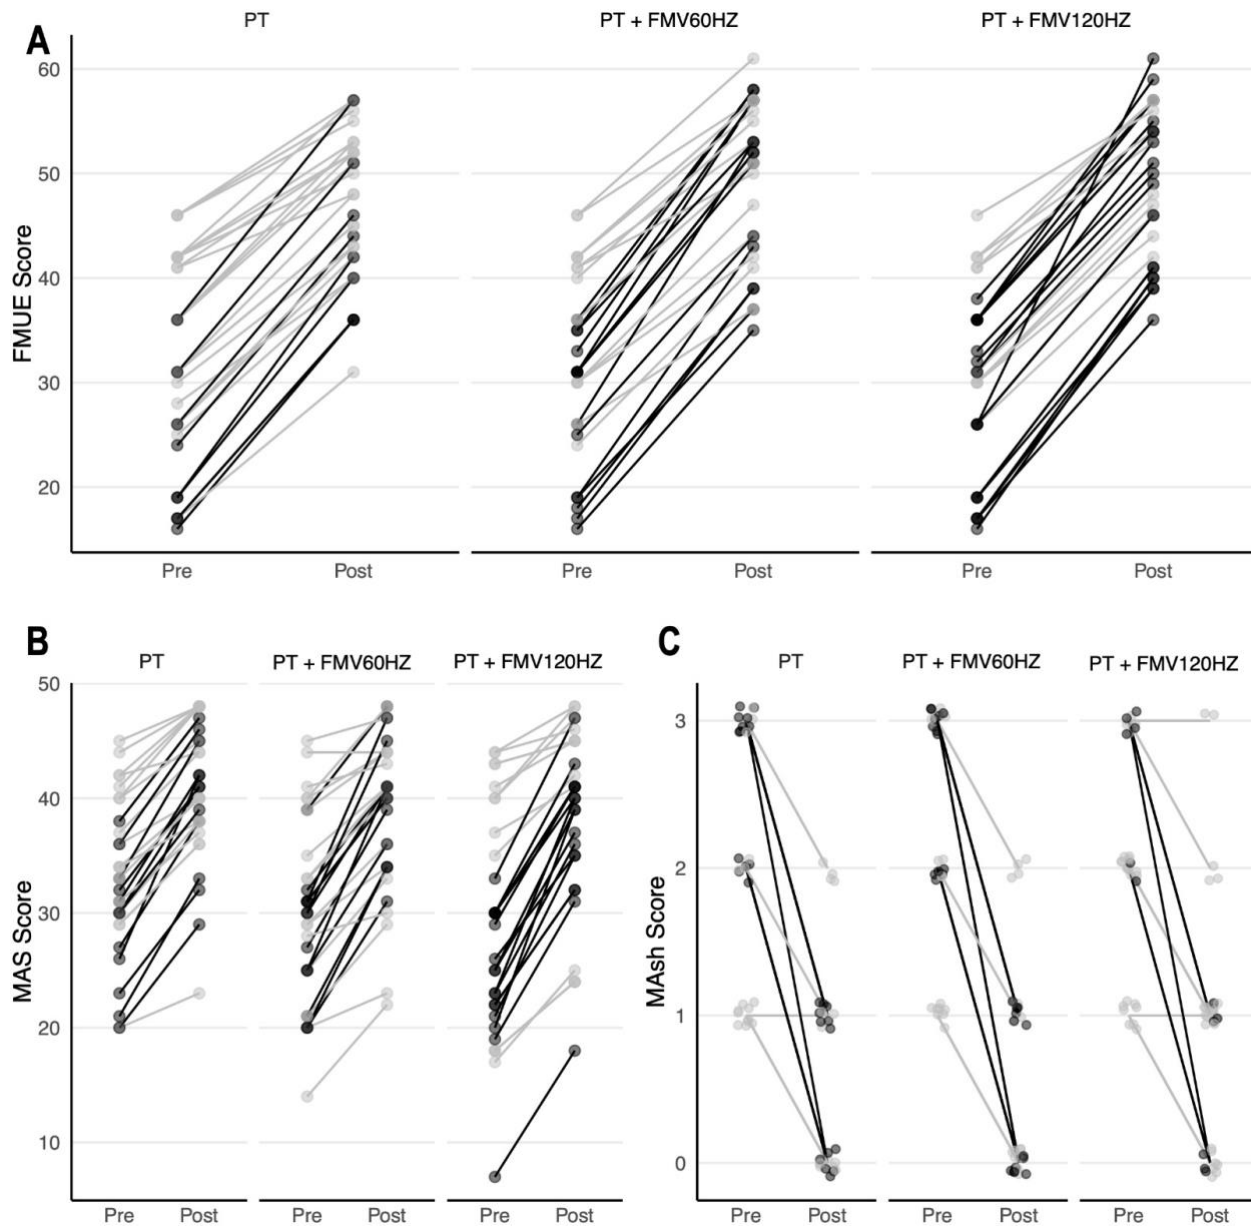 A
PT PT + FMV60HZ PT + FMV120HZ
FMUE Score
60
50
40
30
20
Pre Post Pre Post Pre Post
B
PT PT + FMV60HZ PT + FMV120HZ
MAS Score
50
40
30
20
10
Pre Post Pre Post Pre Post
C
PT PT + FMV60HZ PT + FMV120HZ
MAsh Score
3
2
1
0
Pre Post Pre Post Pre Post